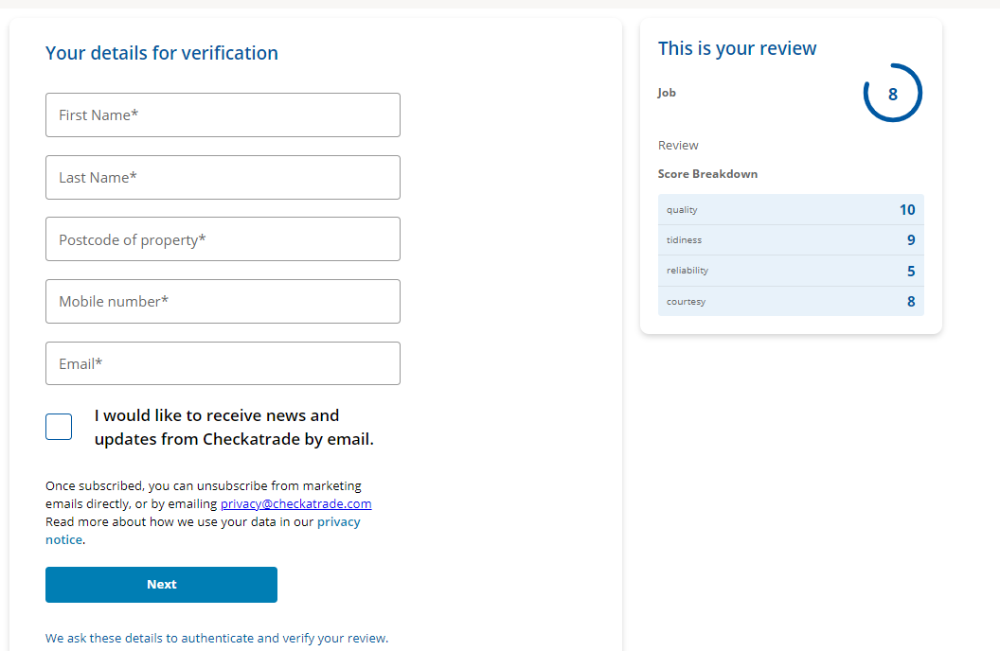 Your details for verification
First Name*
Last Name*
Postcode of property*
Mobile number*
Email*
I would like to receive news and
updates from Checkatrade by email.
Once subscribed, you can unsubscribe from marketing
emails directly, or by emailing privacy@checkatrade.com
Read more about how we use your data in our privacy
notice.
Next
We ask these details to authenticate and verify your review.
This is your review
Job
8
Review
Score Breakdown
quality 10
tidiness 9
reliability 5
courtesy 8